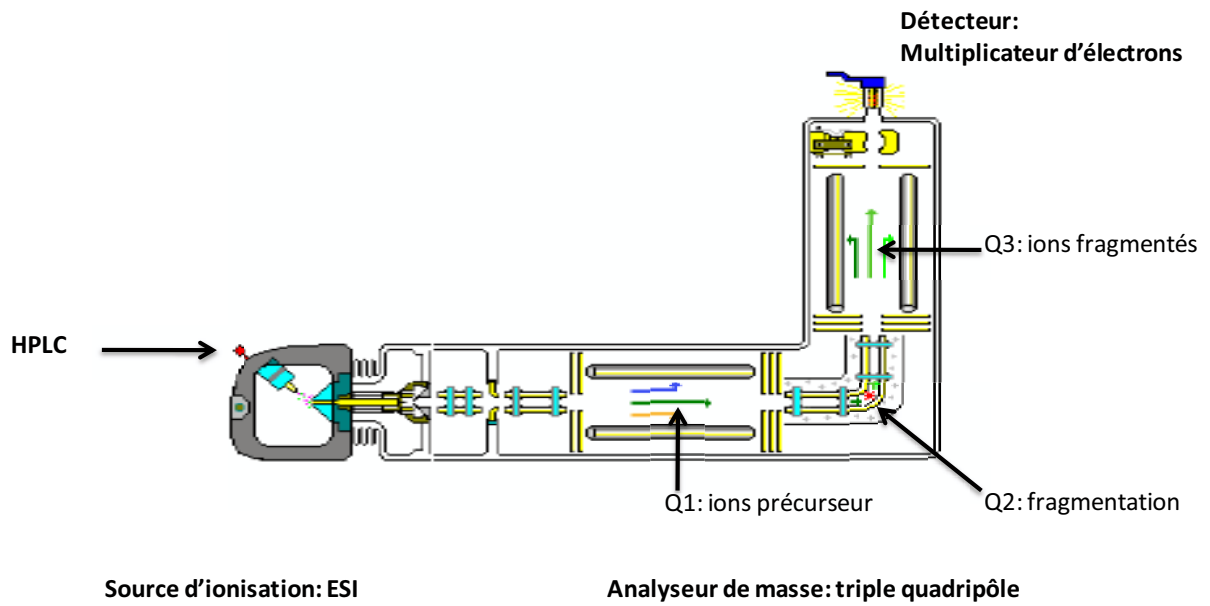 Détecteur:
Multiplicateur d’électrons
Q3: ions fragmentés
HPLC
Q1: ions précurseur
Q2: fragmentation
Source d’ionisation: ESI
Analyseur de masse: triple quadripôle